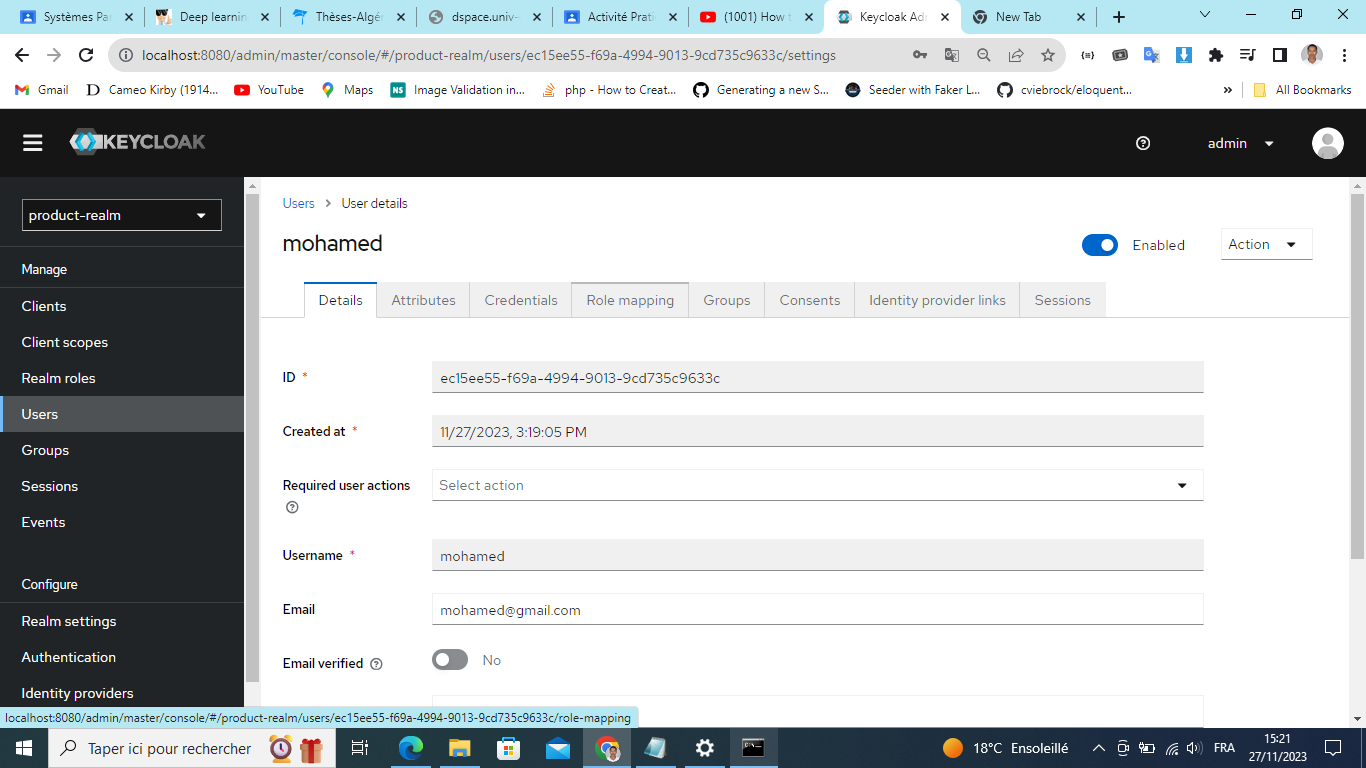 Systèmes Par
Deep learnin
Thèses-Algé
dspace.univ-
Activité Prati
(1001) How t
Keycloak Adm
New Tab
localhost:8080/admin/master/console/#/product-realm/users/ec15ee55-f69a-4994-9013-9cd735c9633c/settings
Gmail
Cameo Kirby (1914...
YouTube
Maps
NS
Image Validation in...
php - How to Creat...
Generating a new S...
Seeder with Faker L...
cviebrock/eloquent...
»
All Bookmarks
KEYCLOAK
admin
product-realm
Manage
Clients
Client scopes
Realm roles
Users
Groups
Sessions
Events
Configure
Realm settings
Authentication
Identity providers
Users > User details
mohamed
Enabled
Action
Details
Attributes
Credentials
Role mapping
Groups
Consents
Identity provider links
Sessions
ID *
ec15ee55-f69a-4994-9013-9cd735c9633c
Created at *
11/27/2023, 3:19:05 PM
Required user actions
Select action
Username *
mohamed
Email
mohamed@gmail.com
Email verified
No
localhost:8080/admin/master/console/#/product-realm/users/ec15ee55-f69a-4994-9013-9cd735c9633c/role-mapping
Taper ici pour rechercher
18°C Ensoleillé
FRA
15:21
27/11/2023